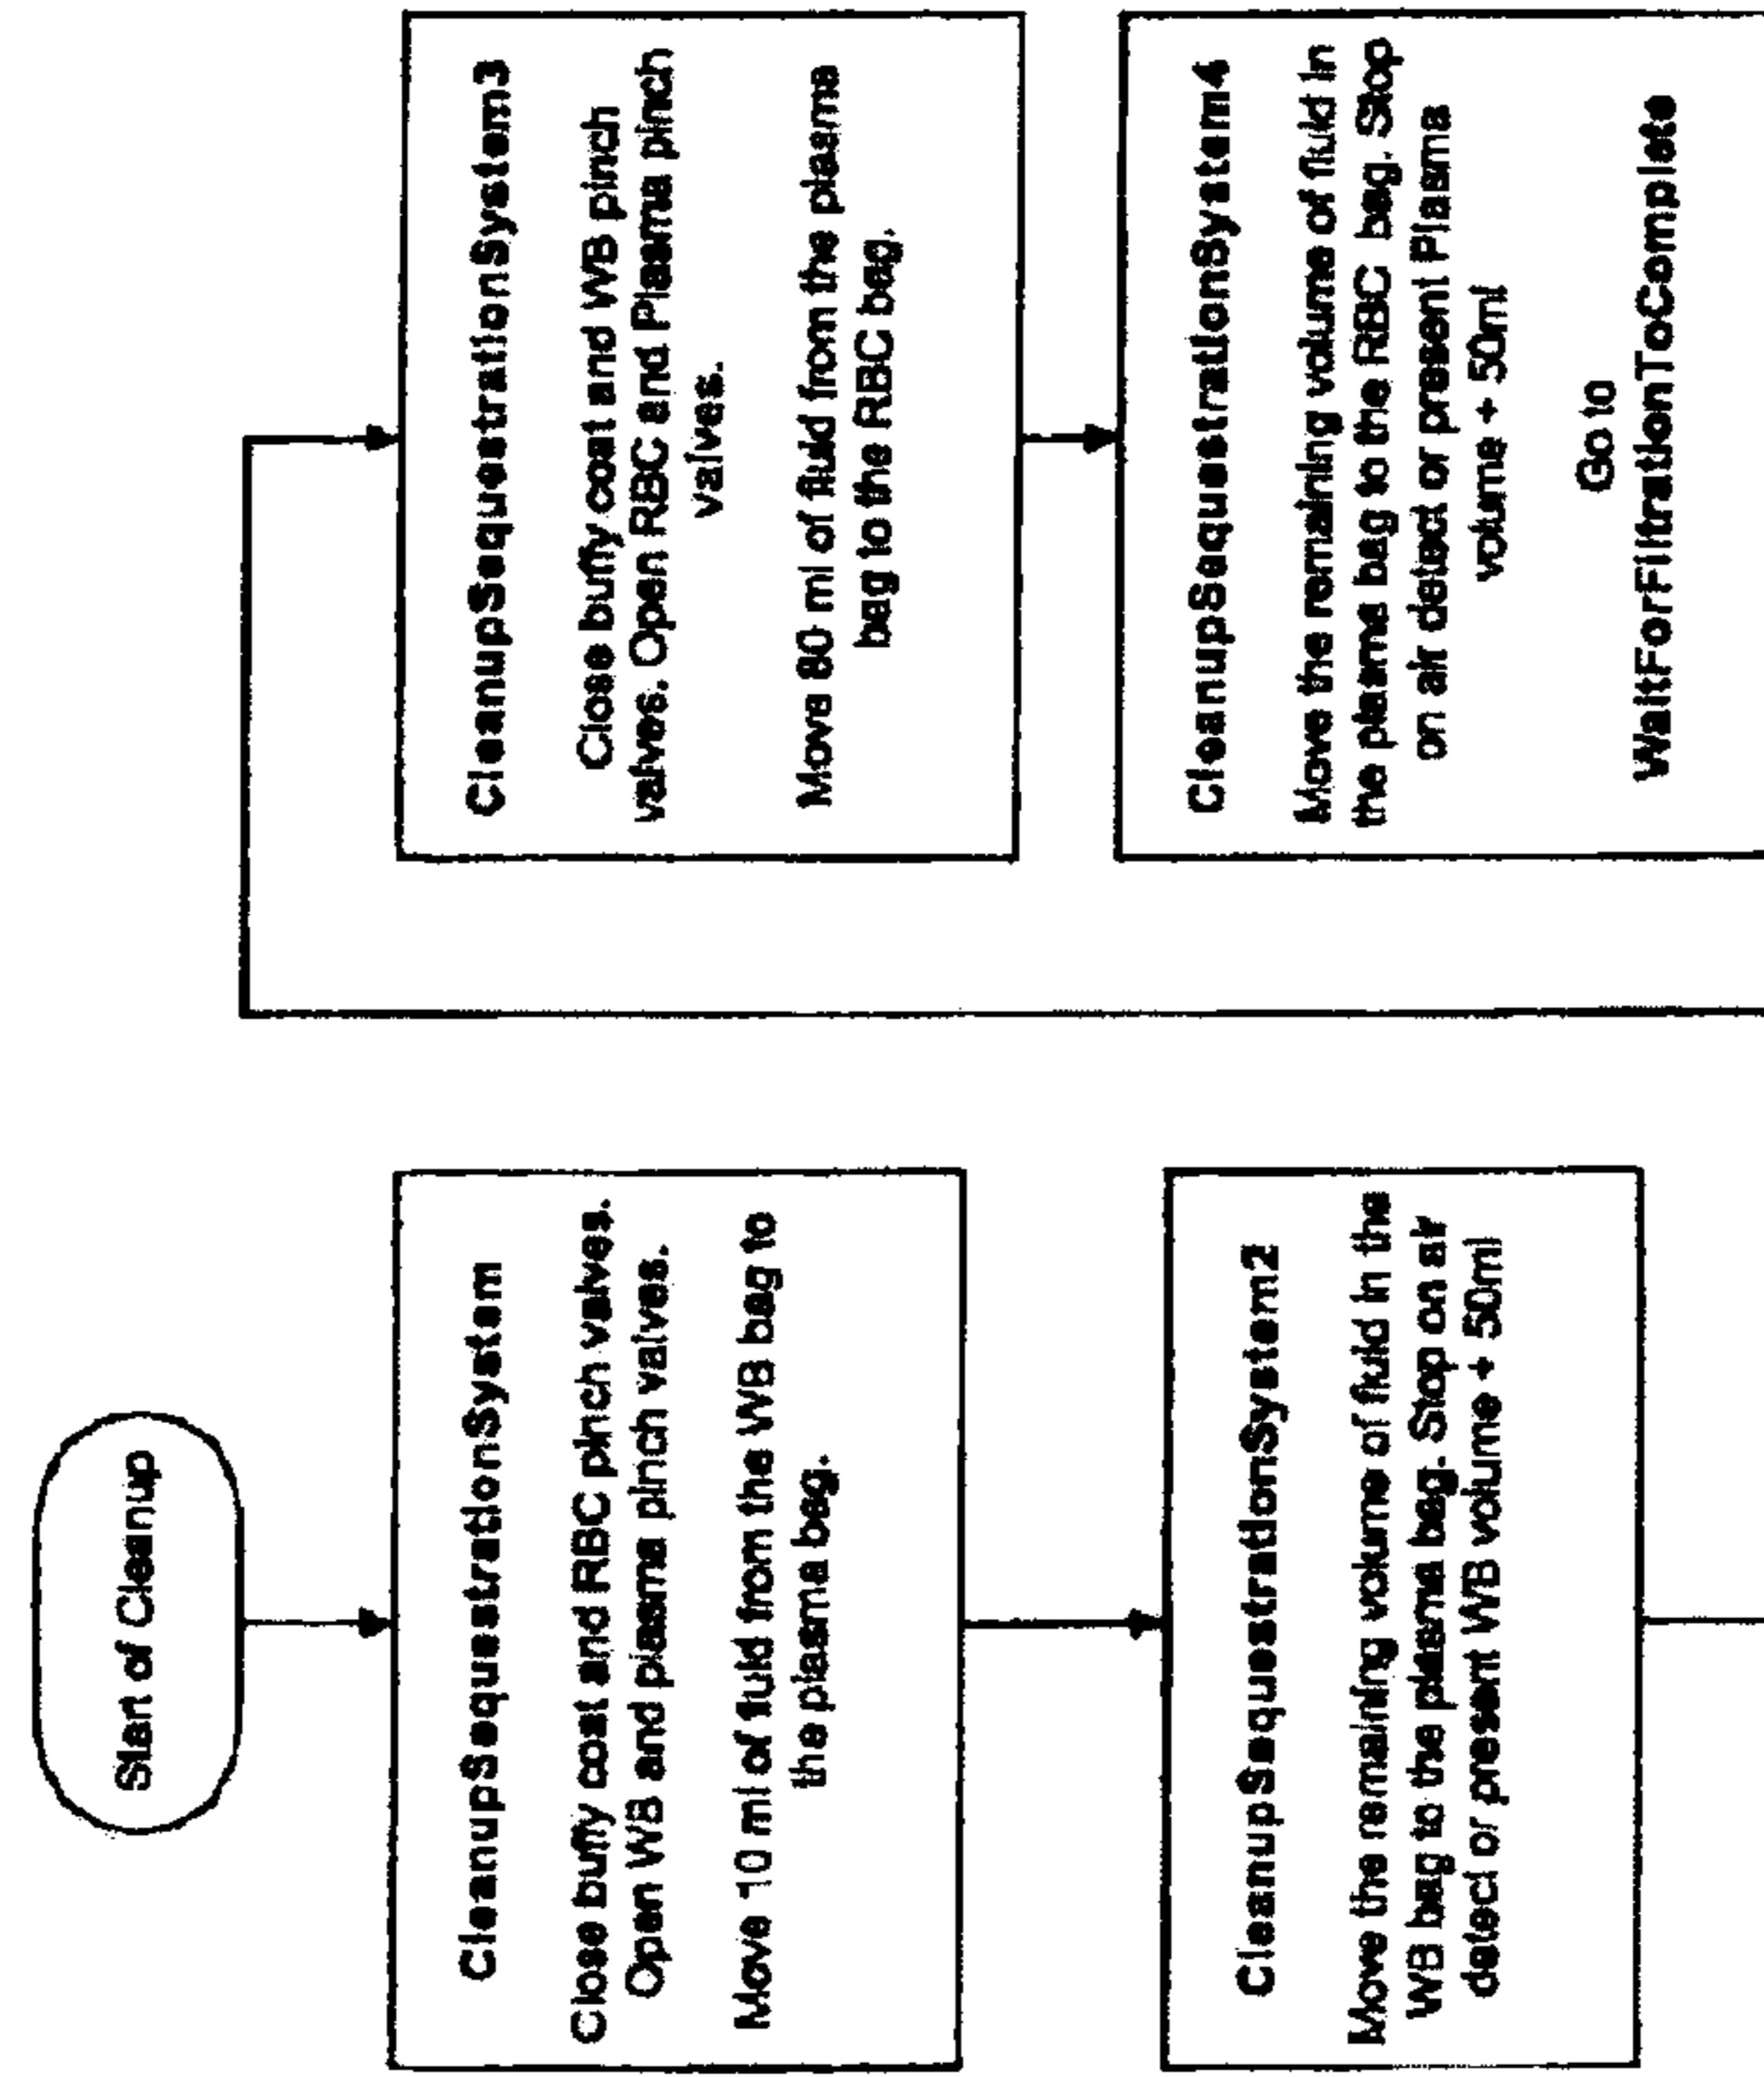 Start of Cleanup
CleanupSequestrationSystem
Close buffy coat and RBC pinch valves.
Open WB and plasma pinch valves.
Move 10 ml of fluid from the WB bag to
the plasma bag.
CleanupSequestrationSystem2
Move the remaining volume of fluid in the
WB bag to the plasma bag. Stop on air
detect or present WB volume + 50ml
CleanupSequestrationSystem3
Close buffy coat and WB pinch
valves. Open RBC and Plasma pinch
valves.
Move 80 ml of fluid from the plasma
bag to the RBC bag.
CleanupSequestrationSystem4
Move the remaining volume of fluid in
the plasma bag to the RBC bag. Stop
on air detect or present Plasma
volume + 50ml
Go to
WaitForFiltrationToComplete